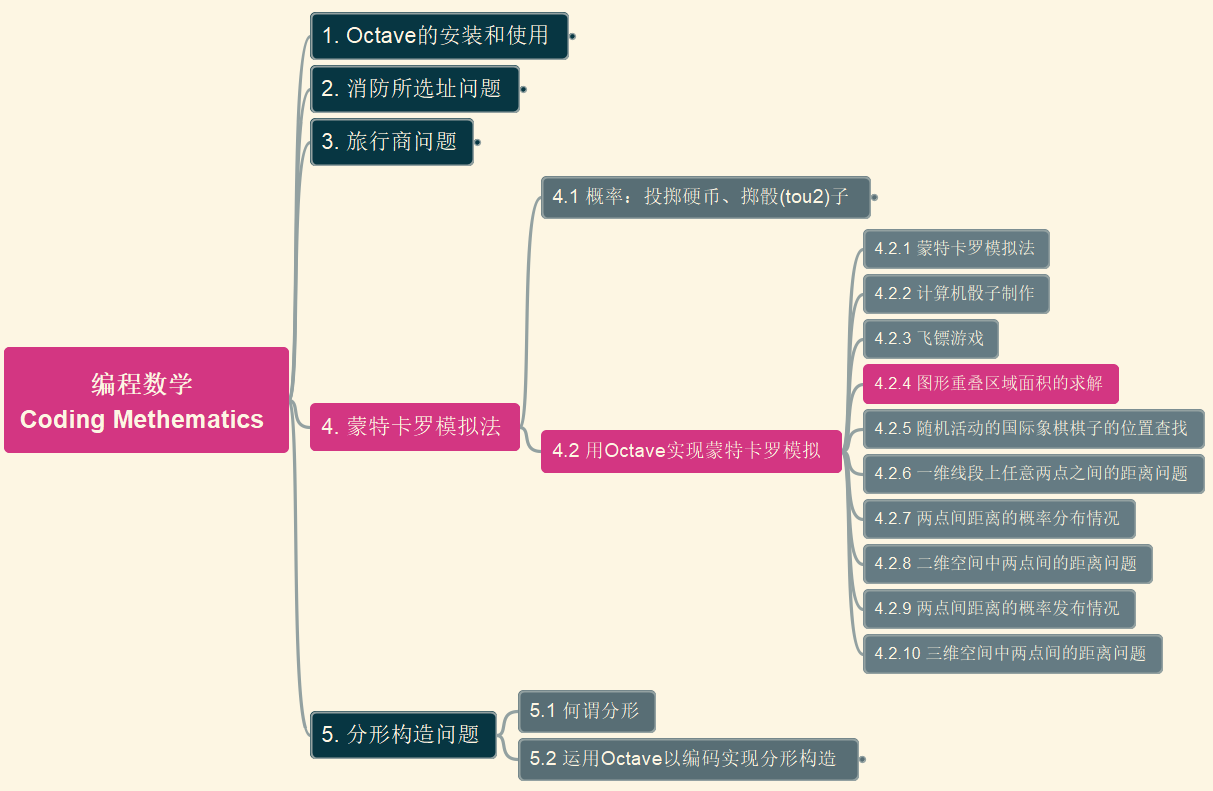 编程数学
Coding Methematics
1. Octave的安装和使用
2. 消防所选址问题
3. 旅行商问题
4. 蒙特卡罗模拟法
4.1 概率：投掷硬币、掷骰(tou2)子
4.2 用Octave实现蒙特卡罗模拟
4.2.1 蒙特卡罗模拟法
4.2.2 计算机骰子制作
4.2.3 飞镖游戏
4.2.4 图形重叠区域面积的求解
4.2.5 随机活动的国际象棋棋子的位置查找
4.2.6 一维线段上任意两点之间的距离问题
4.2.7 两点间距离的概率分布情况
4.2.8 二维空间中两点间的距离问题
4.2.9 两点间距离的概率发布情况
4.2.10 三维空间中两点间的距离问题
5. 分形构造问题
5.1 何谓分形
5.2 运用Octave以编码实现分形构造